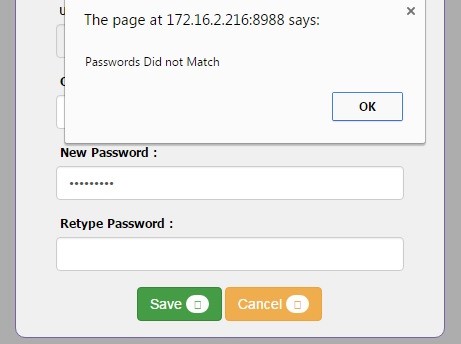 The page at 172.16.2.216:8988 says:
Passwords Did not Match
OK
New Password :
•••••••••
Retype Password :
Save
Cancel